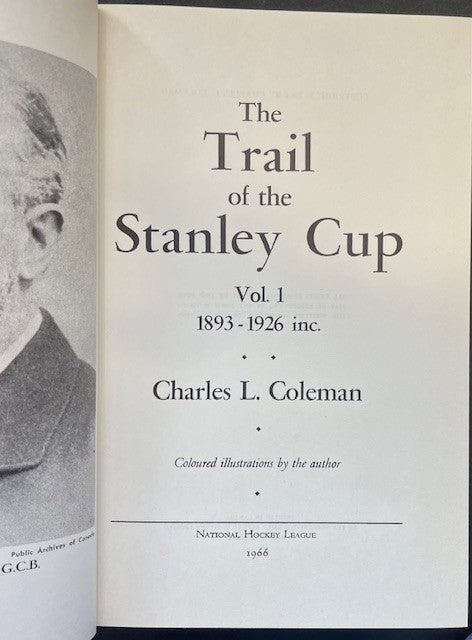 The
Trail
of the
Stanley Cup
Vol. 1
1893-1926 inc.
Charles L. Coleman
Coloured illustrations by the author
National Hockey League
1966
Public Archives of
G.C.B.